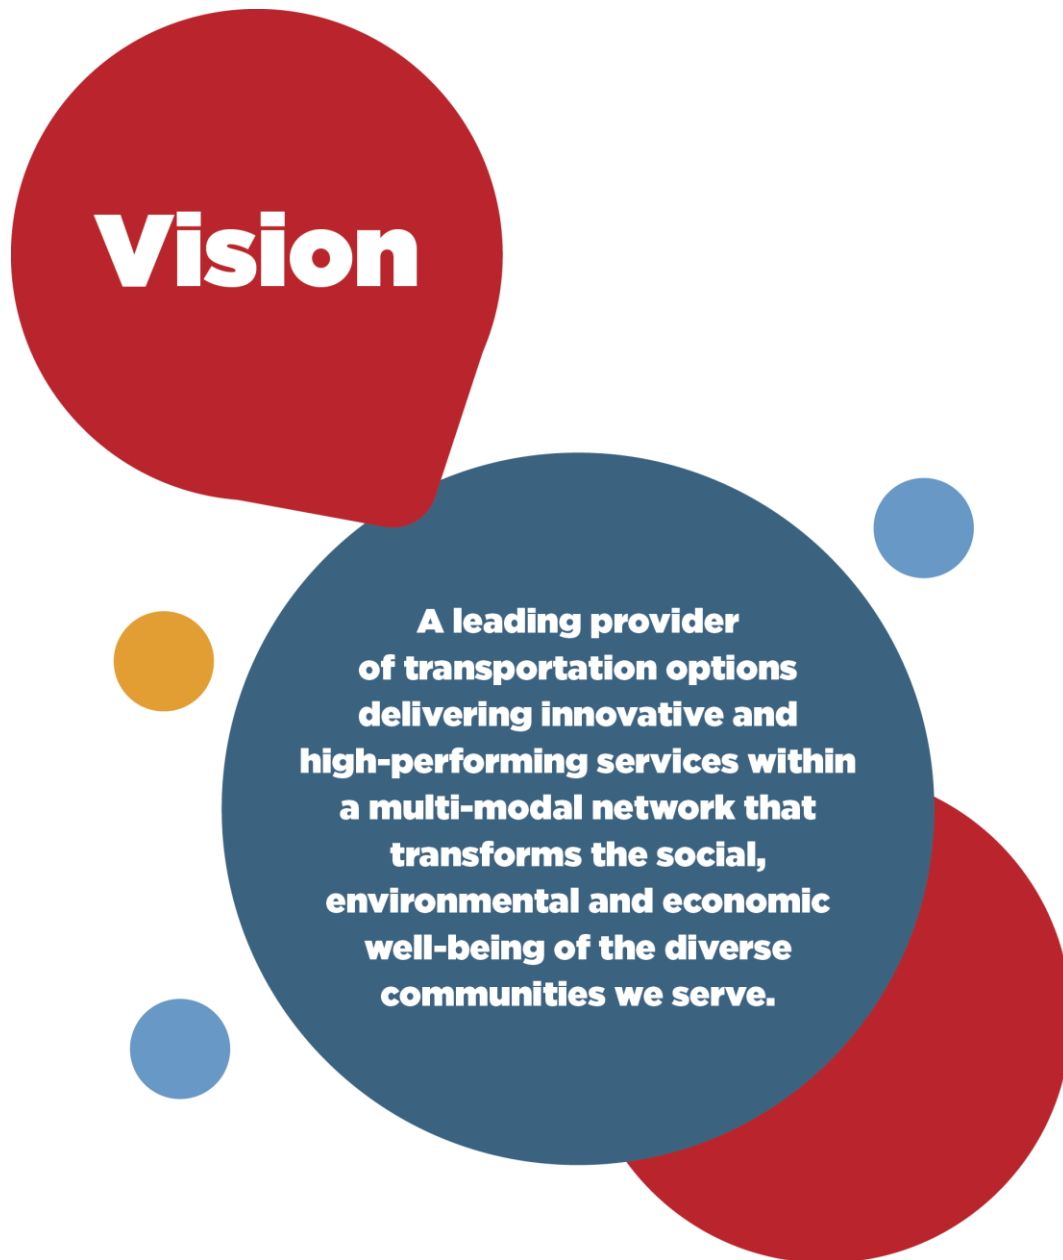 Vision
A leading provider
of transportation options
delivering innovative and
high-performing services within
a multi-modal network that
transforms the social,
environmental and economic
well-being of the diverse
communities we serve.